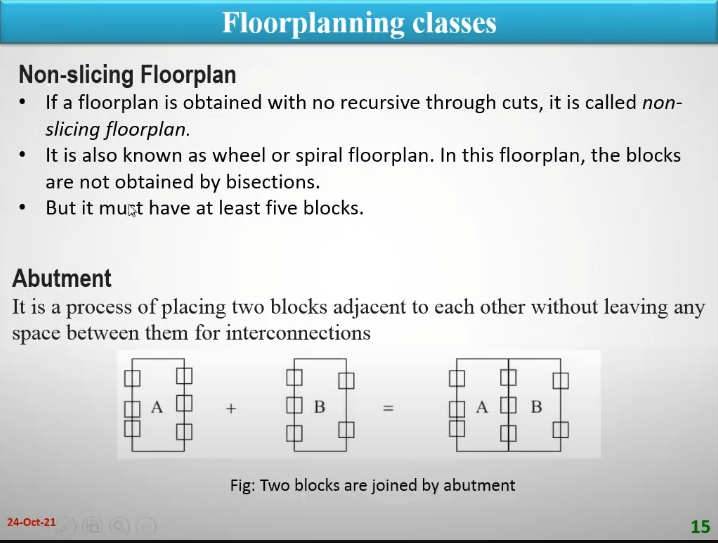 Floorplanning classes
Non-slicing Floorplan
• If a floorplan is obtained with no recursive through cuts, it is called non-
slicing floorplan.
• It is also known as wheel or spiral floorplan. In this floorplan, the blocks
are not obtained by bisections.
• But it must have at least five blocks.
Abutment
It is a process of placing two blocks adjacent to each other without leaving any
space between them for interconnections
A + B = A B
Fig: Two blocks are joined by abutment
24-Oct-21
15